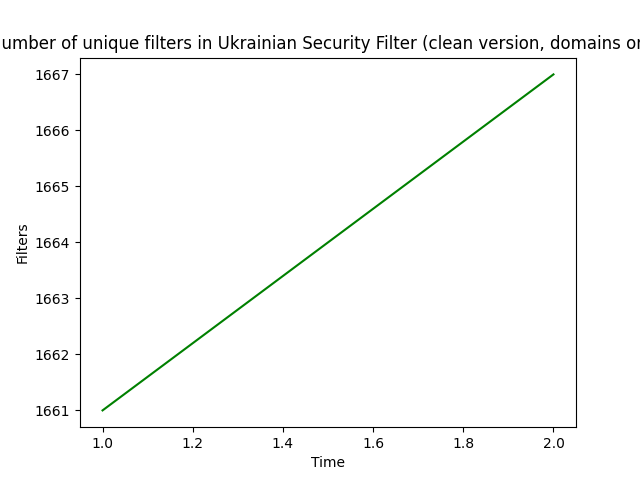 umber of unique filters in Ukrainian Security Filter (clean version, domains or
1667
1666
1665
1664
1663
1662
1661
Filters
1.0 1.2 1.4 1.6 1.8 2.0
Time